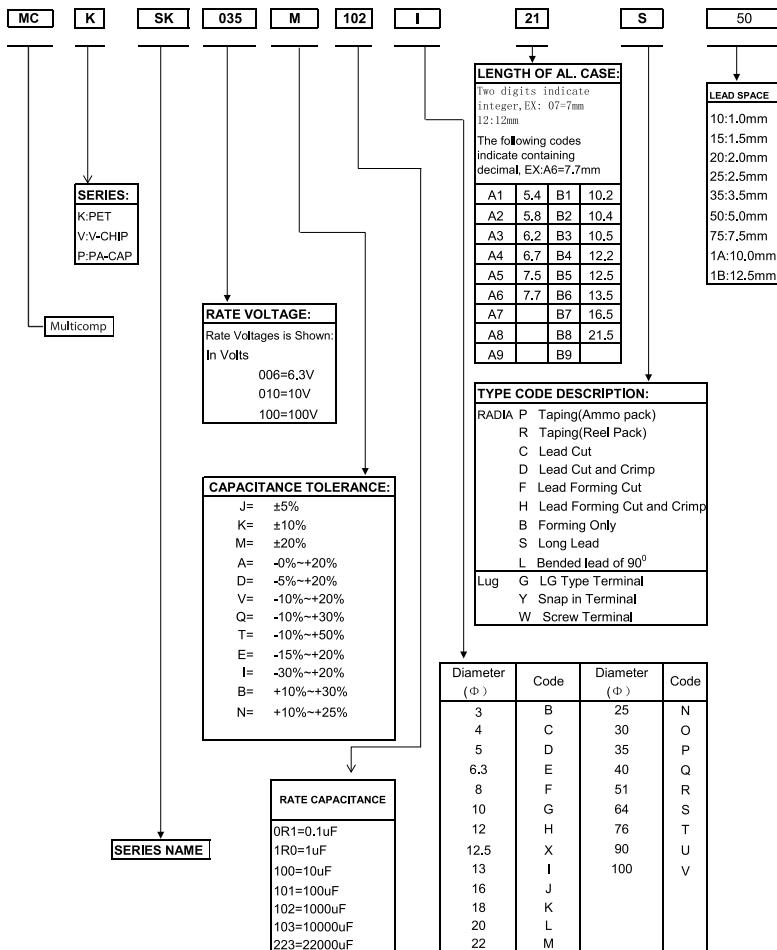 MC K SK 035 M 102 I 21 S 50
LENGTH OF AL. CASE:
Two digits indicate
integer,EX: 07=7mm
12:12mm
The following codes
indicate containing
decimal, EX:A6=7.7mm
A1 5.4 B1 10.2
A2 5.8 B2 10.4
A3 6.2 B3 10.5
A4 6.7 B4 12.2
A5 7.5 B5 12.5
A6 7.7 B6 13.5
A7 B7 16.5
A8 B8 21.5
A9 B9
LEAD SPACE
10:1.0mm
15:1.5mm
20:2.0mm
25:2.5mm
35:3.5mm
50:5.0mm
75:7.5mm
1A:10.0mm
1B:12.5mm
SERIES:
K:PET
V:V-CHIP
P:PA-CAP
Multicomp
RATE VOLTAGE:
Rate Voltages is Shown:
In Volts
006=6.3V
010=10V
100=100V
TYPE CODE DESCRIPTION:
RADIA P Taping(Ammo pack)
R Taping(Reel Pack)
C Lead Cut
D Lead Cut and Crimp
F Lead Forming Cut
H Lead Forming Cut and Crimp
B Forming Only
S Long Lead
L Bended lead of 90⁰
Lug G LG Type Terminal
Y Snap in Terminal
W Screw Terminal
CAPACITANCE TOLERANCE:
J= ±5%
K= ±10%
M= ±20%
A= -0%~+20%
D= -5%~+20%
V= -10%~+20%
Q= -10%~+30%
T= -10%~+50%
E= -15%~+20%
I= -30%~+20%
B= +10%~+30%
N= +10%~+25%
SERIES NAME
RATE CAPACITANCE
0R1=0.1uF
1R0=1uF
100=10uF
101=100uF
102=1000uF
103=10000uF
223=22000uF
Diameter (Φ) Code Diameter (Φ) Code
3 B 25 N
4 C 30 O
5 D 35 P
6.3 E 40 Q
8 F 51 R
10 G 64 S
12 H 76 T
12.5 X 90 U
13 I 100 V
16 J
18 K
20 L
22 M